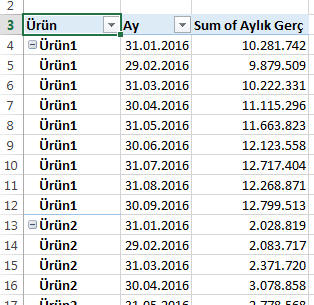 3 Ürün Ay Sum of Aylık Gerç
4 Ürün1 31.01.2016 10.281.742
5 Ürün1 29.02.2016 9.879.509
6 Ürün1 31.03.2016 10.222.331
7 Ürün1 30.04.2016 11.115.296
8 Ürün1 31.05.2016 11.663.823
9 Ürün1 30.06.2016 12.123.558
10 Ürün1 31.07.2016 12.717.404
11 Ürün1 31.08.2016 12.268.871
12 Ürün1 30.09.2016 12.799.513
13 Ürün2 31.01.2016 2.028.819
14 Ürün2 29.02.2016 2.083.717
15 Ürün2 31.03.2016 2.371.720
16 Ürün2 30.04.2016 3.078.858
17 Ürün2 31.05.2016 2.778.568